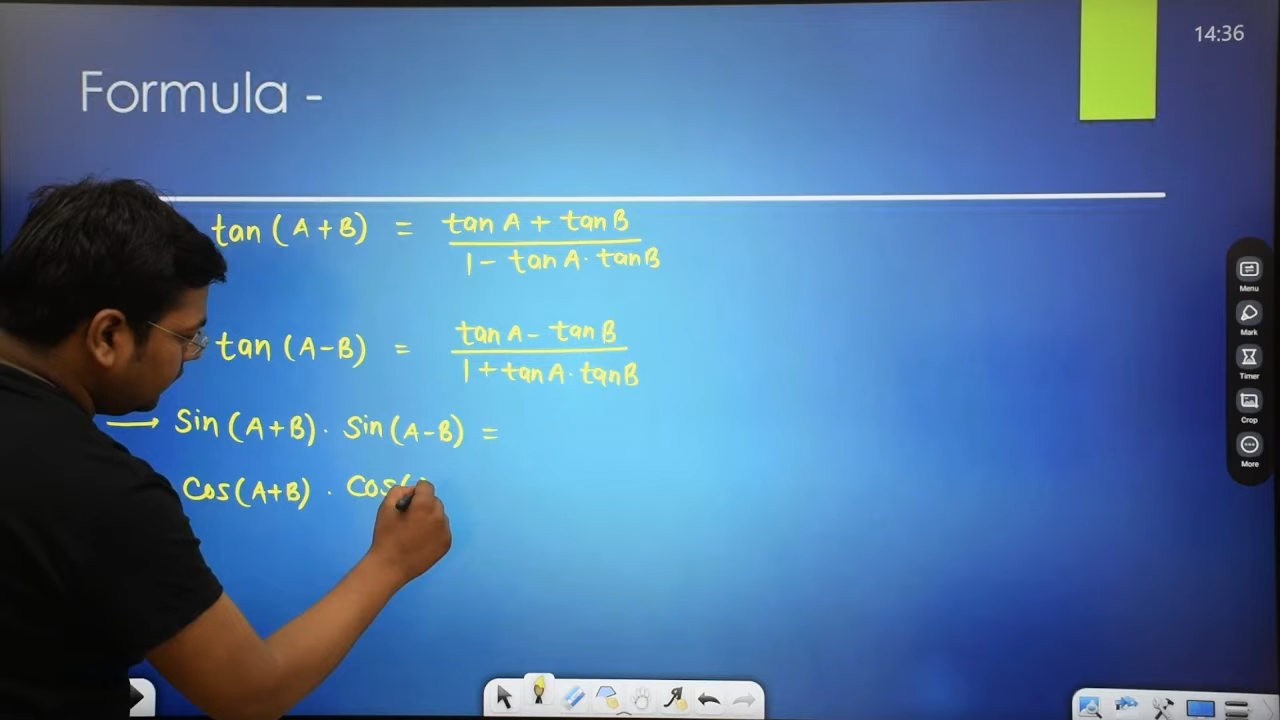 14:36
Formula -
tan (A+B) = tan A + tan B / 1 - tan A · tan B
tan (A-B) = tan A - tan B / 1 + tan A · tan B
→ Sin (A+B) · Sin (A-B) =
Cos (A+B) · Cos(
Menu
Mark
Timer
Crop
More